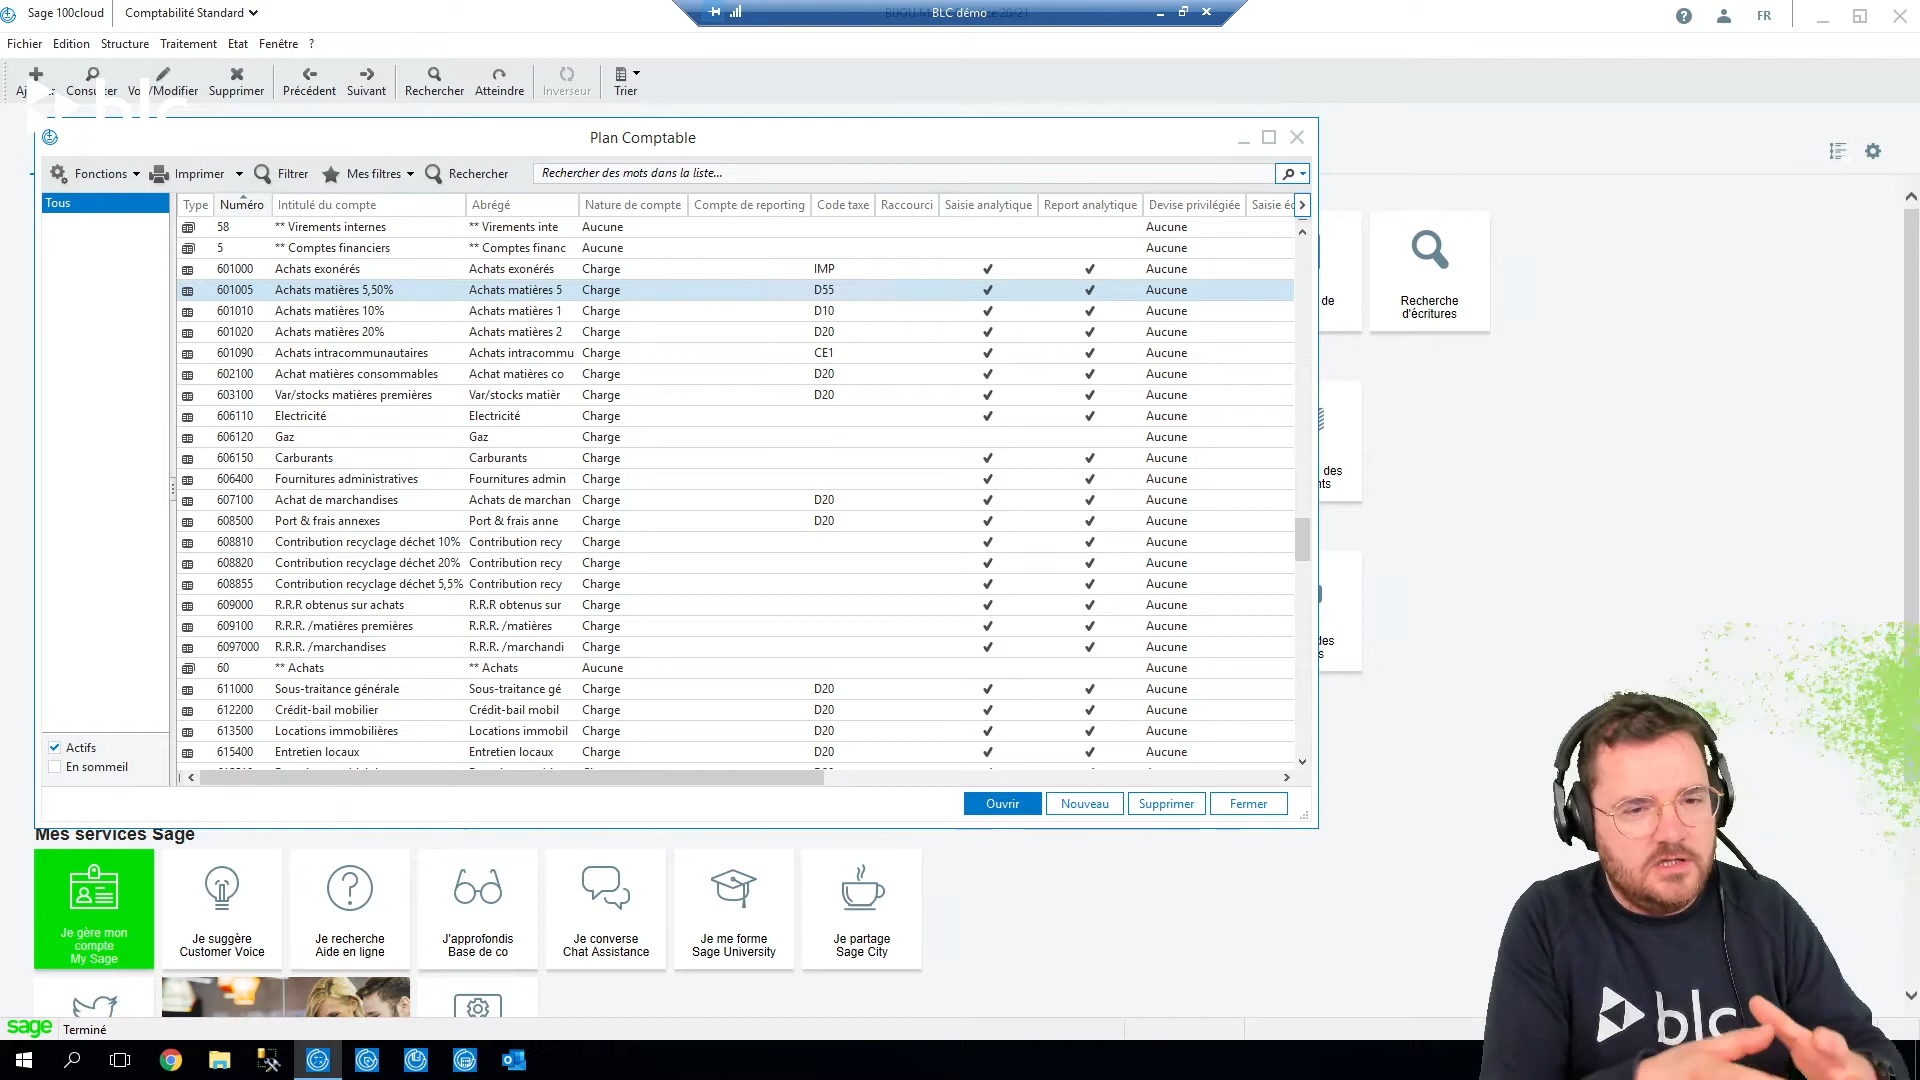 Sage 100cloud
Comptabilité Standard
BLC démo
FR
Fichier Edition Structure Traitement Etat Fenêtre ?
Consulter Voir/Modifier Supprimer Précédent Suivant Rechercher Atteindre Inverseur Trier
blc
Plan Comptable
Fonctions Imprimer Filtrer Mes filtres Rechercher Rechercher des mots dans la liste...
Tous
Type Numéro Intitulé du compte Abrégé Nature de compte Compte de reporting Code taxe Raccourci Saisie analytique Report analytique Devise privilégiée Saisie éc
58 ** Virements internes ** Virements inte Aucune Aucune
5 ** Comptes financiers ** Comptes financ Aucune Aucune
601000 Achats exonérés Achats exonérés Charge IMP ✔ ✔ Aucune
601005 Achats matières 5,50% Achats matières 5 Charge D55 ✔ ✔ Aucune
601010 Achats matières 10% Achats matières 1 Charge D10 ✔ ✔ Aucune
601020 Achats matières 20% Achats matières 2 Charge D20 ✔ ✔ Aucune
601090 Achats intracommunautaires Achats intracommu Charge CE1 ✔ ✔ Aucune
602100 Achat matières consommables Achat matières co Charge D20 ✔ ✔ Aucune
603100 Var/stocks matières premières Var/stocks matièr Charge D20 ✔ ✔ Aucune
606110 Electricité Electricité Charge ✔ ✔ Aucune
606120 Gaz Gaz Charge Aucune
606150 Carburants Carburants Charge ✔ ✔ Aucune
606400 Fournitures administratives Fournitures admin Charge ✔ ✔ Aucune
607100 Achat de marchandises Achats de marchan Charge D20 ✔ ✔ Aucune
608500 Port & frais annexes Port & frais anne Charge D20 ✔ ✔ Aucune
608810 Contribution recyclage déchet 10% Contribution recy Charge ✔ ✔ Aucune
608820 Contribution recyclage déchet 20% Contribution recy Charge ✔ ✔ Aucune
608855 Contribution recyclage déchet 5,5% Contribution recy Charge ✔ ✔ Aucune
609000 R.R.R obtenus sur achats R.R.R obtenus sur Charge ✔ ✔ Aucune
609100 R.R.R. /matières premières R.R.R. /matières Charge ✔ ✔ Aucune
6097000 R.R.R. /marchandises R.R.R. /marchandi Charge ✔ ✔ Aucune
60 ** Achats ** Achats Aucune Aucune
611000 Sous-traitance générale Sous-traitance gé Charge D20 ✔ ✔ Aucune
612200 Crédit-bail mobilier Crédit-bail mobil Charge D20 ✔ ✔ Aucune
613500 Locations immobilières Locations immobil Charge D20 ✔ ✔ Aucune
615400 Entretien locaux Entretien locaux Charge D20 ✔ ✔ Aucune
Actifs
En sommeil
Ouvrir Nouveau Supprimer Fermer
de
Recherche
d'écritures
des
Mes services Sage
Je gère mon
compte
My Sage
Je suggère
Customer Voice
Je recherche
Aide en ligne
J'approfondis
Base de co
Je converse
Chat Assistance
Je me forme
Sage University
Je partage
Sage City
sage Terminé
blc